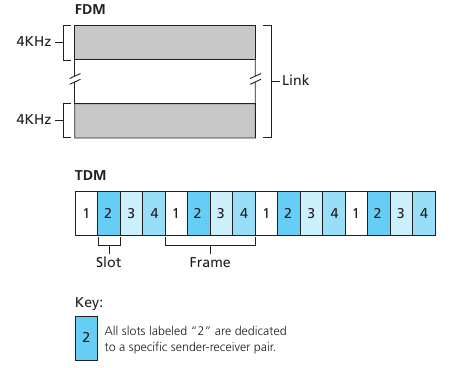 FDM
4KHz
Link
4KHz
TDM
1 2 3 4 1 2 3 4 1 2 3 4 1 2 3 4
Slot
Frame
Key:
2
All slots labeled “2” are dedicated
to a specific sender-receiver pair.